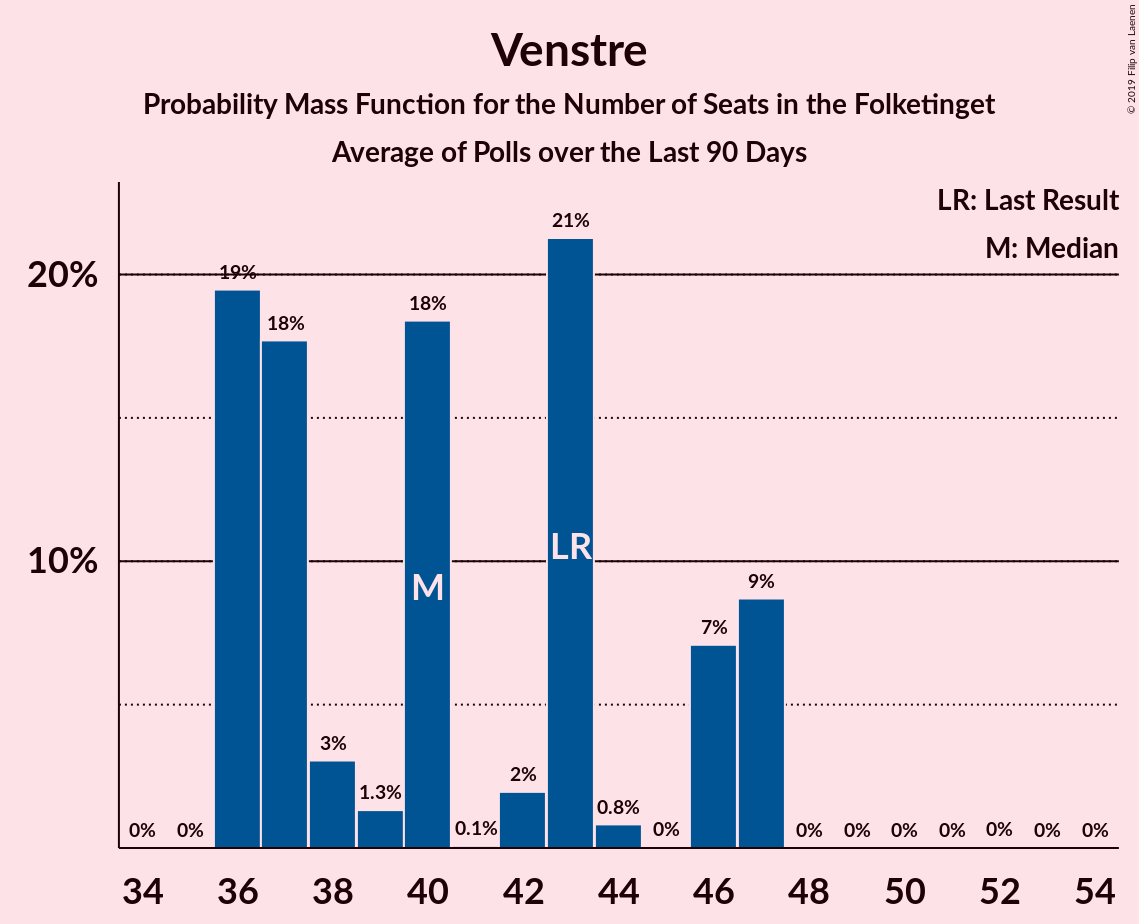 Venstre
Probability Mass Function for the Number of Seats in the Folketinget
Average of Polls over the Last 90 Days
© 2019 Filip van Laenen
LR: Last Result
M: Median
20%
10%
0%
0%
19%
18%
3%
1.3%
18%
0.1%
2%
21%
0.8%
0%
7%
9%
0%
0%
0%
0%
0%
0%
0%
M
LR
34 36 38 40 42 44 46 48 50 52 54